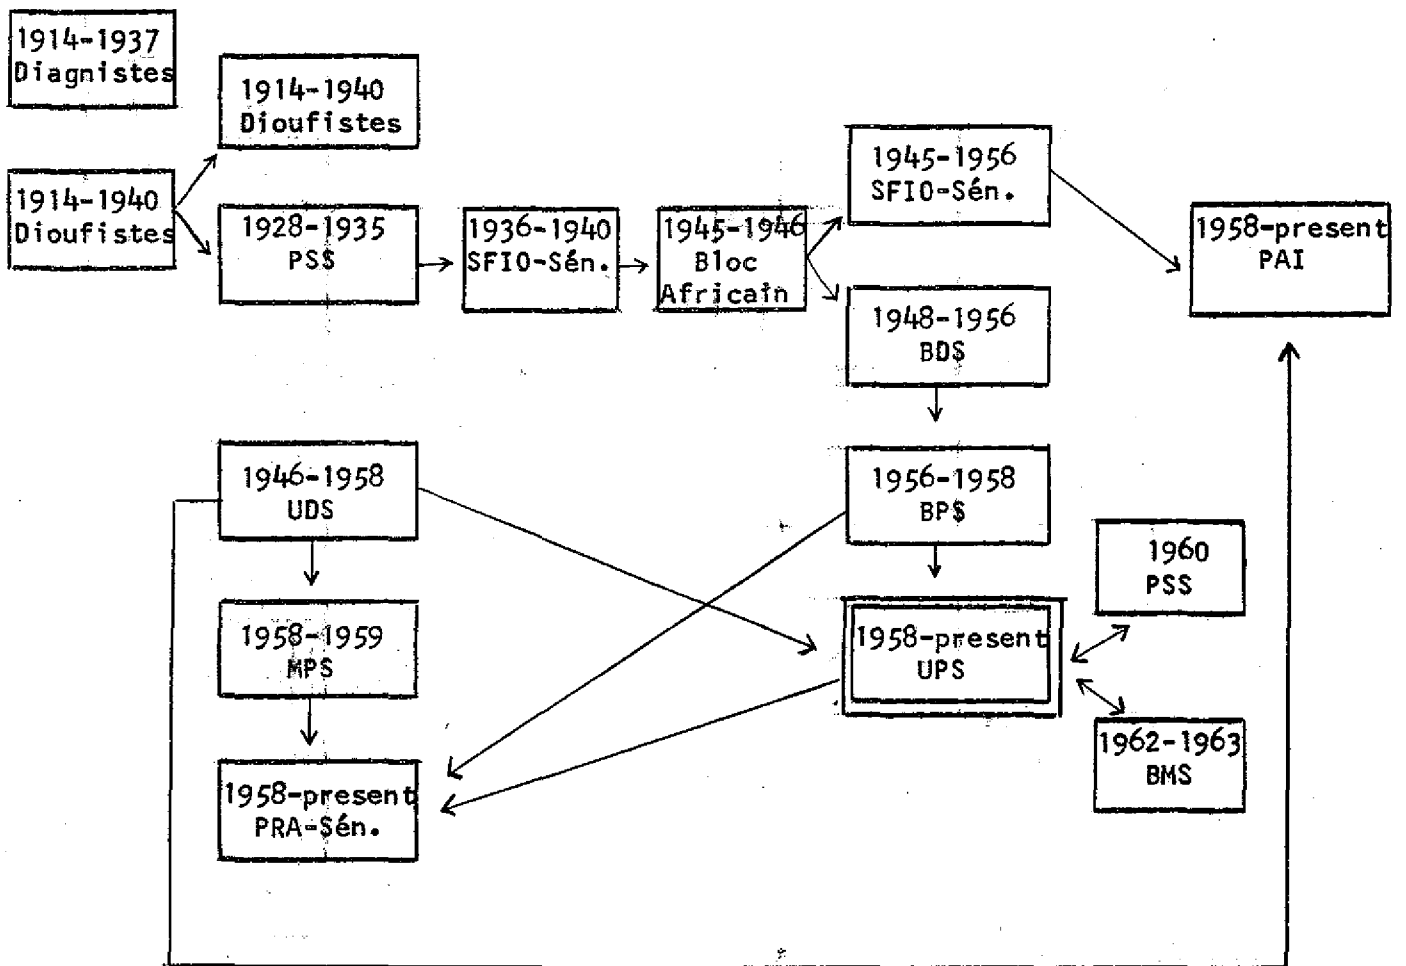 1914-1937
Diagnistes
1914-1940
Dioufistes
1914-1940
Dioufistes
1928-1935
PSS
1936-1940
SFIO-Sén.
1945-1946
Bloc
Africain
1945-1956
SFIO-Sén.
1948-1956
BDS
1958-present
PAI
1946-1958
UDS
1956-1958
BPS
1960
PSS
1958-1959
MPS
1958-present
UPS
1962-1963
BMS
1958-present
PRA-Sén.